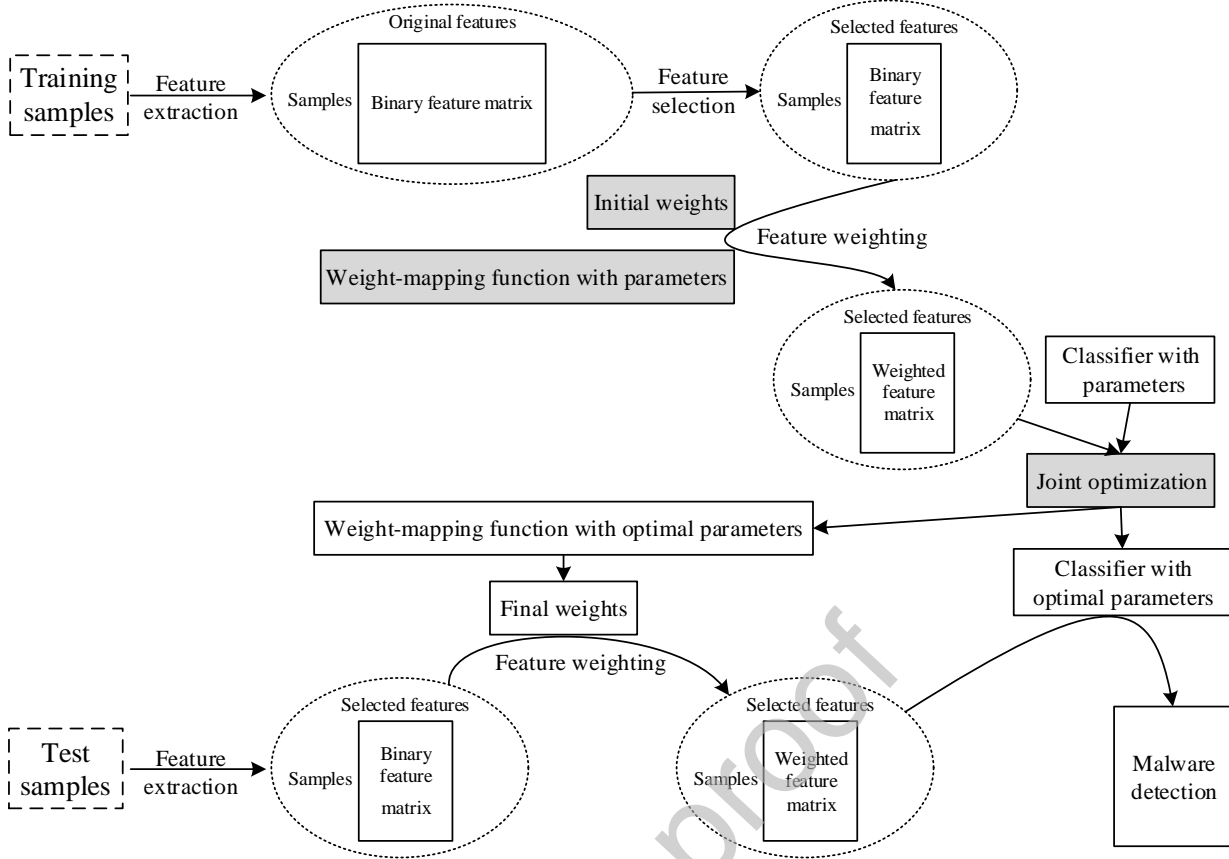 Original features
Selected features
Training
samples
Feature
extraction
Samples
Binary feature matrix
Feature
selection
Samples
Binary
feature
matrix
Initial weights
Feature weighting
Weight-mapping function with parameters
Selected features
Samples
Weighted
feature
matrix
Classifier with
parameters
Joint optimization
Weight-mapping function with optimal parameters
Classifier with
optimal parameters
Final weights
Feature weighting
Selected features
Selected features
Test
samples
Feature
extraction
Samples
Binary
feature
matrix
Samples
Weighted
feature
matrix
Malware
detection
proof